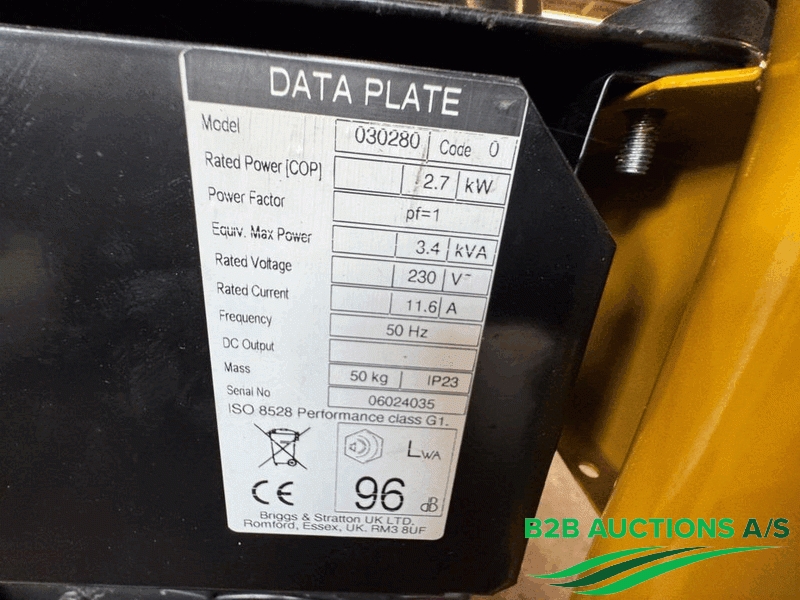 DATA PLATE
Model 030280 Code 0
Rated Power [COP] 2.7 kW
Power Factor pf=1
Equiv. Max Power 3.4 kVA
Rated Voltage 230 V~
Rated Current 11.6 A
Frequency 50 Hz
DC Output -
Mass 50 kg IP23
Serial No 06024035
ISO 8528 Performance class G1.
LWA
CE 96 dB
Briggs & Stratton UK LTD.
Romford, Essex, UK. RM3 8UF
B2B AUCTIONS A/S